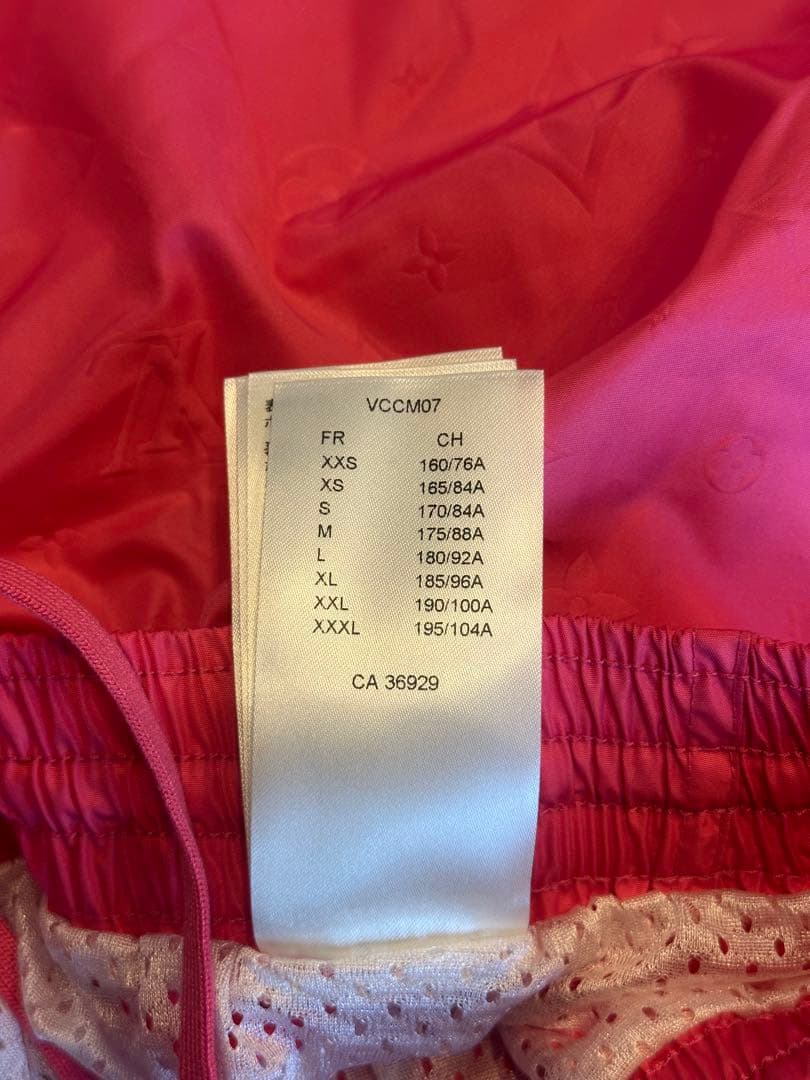 VCCM07
FR CH
XXS 160/76A
XS 165/84A
S 170/84A
M 175/88A
L 180/92A
XL 185/96A
XXL 190/100A
XXXL 195/104A
CA 36929